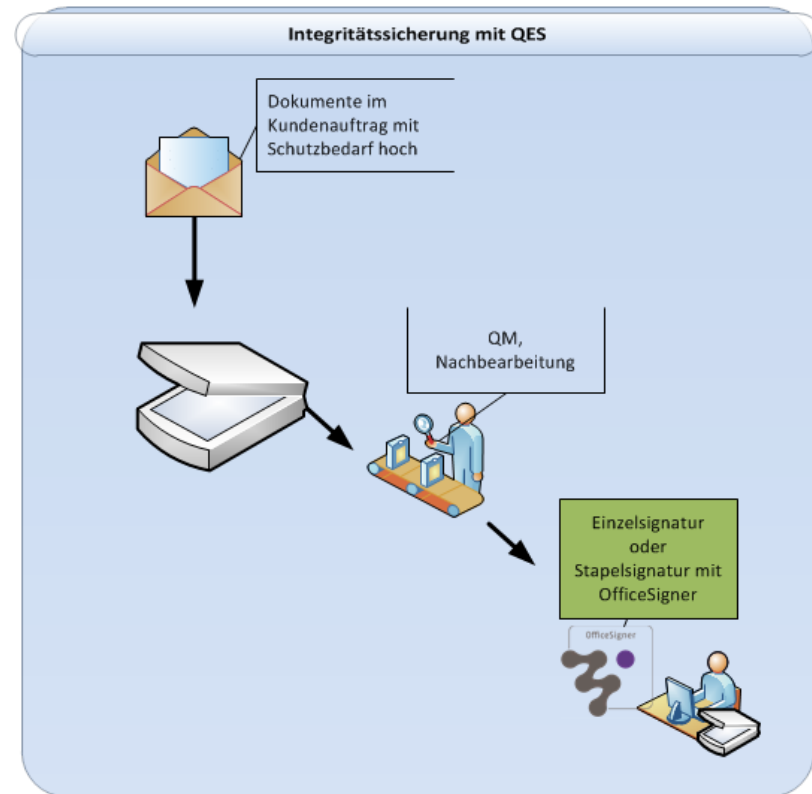 Integritätssicherung mit QES
Dokumente im
Kundenauftrag mit
Schutzbedarf hoch
QM,
Nachbearbeitung
Einzelsignatur
oder
Stapelsignatur mit
OfficeSigner
OfficeSigner